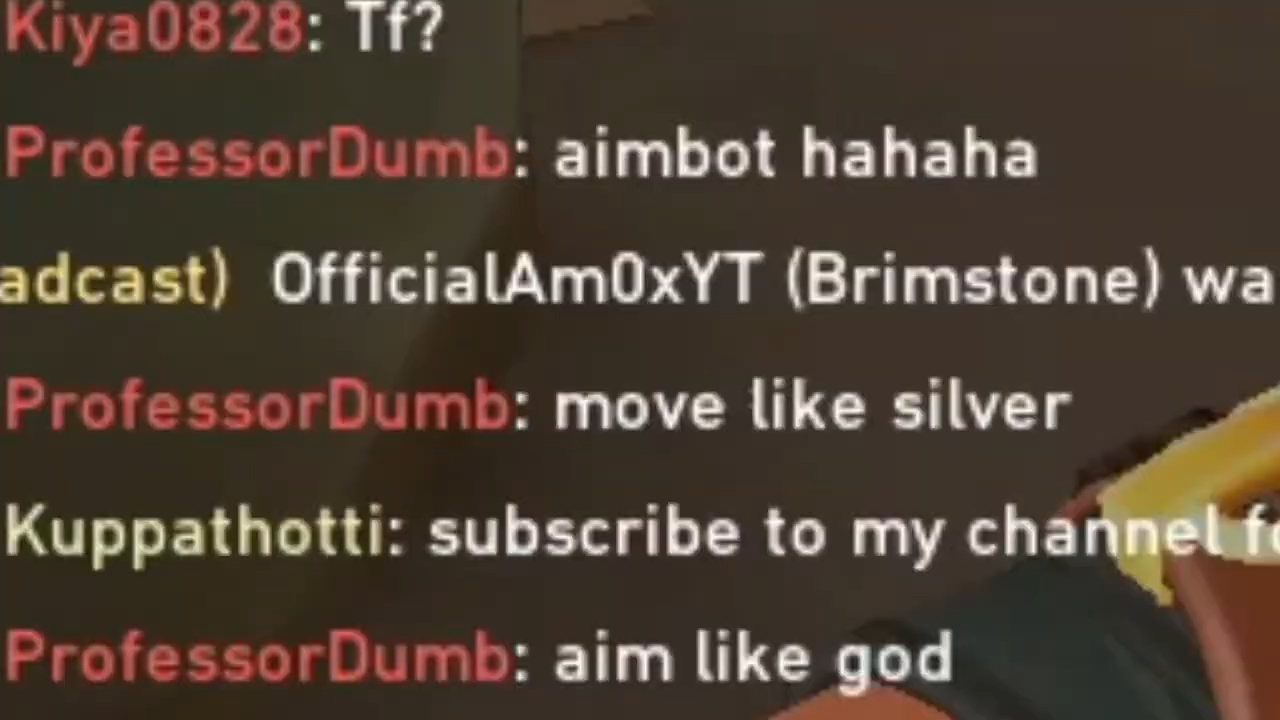 Kiya0828: Tf?
ProfessorDumb: aimbot hahaha
adcast) OfficialAm0xYT (Brimstone) wa
ProfessorDumb: move like silver
Kuppathotti: subscribe to my channel fo
ProfessorDumb: aim like god